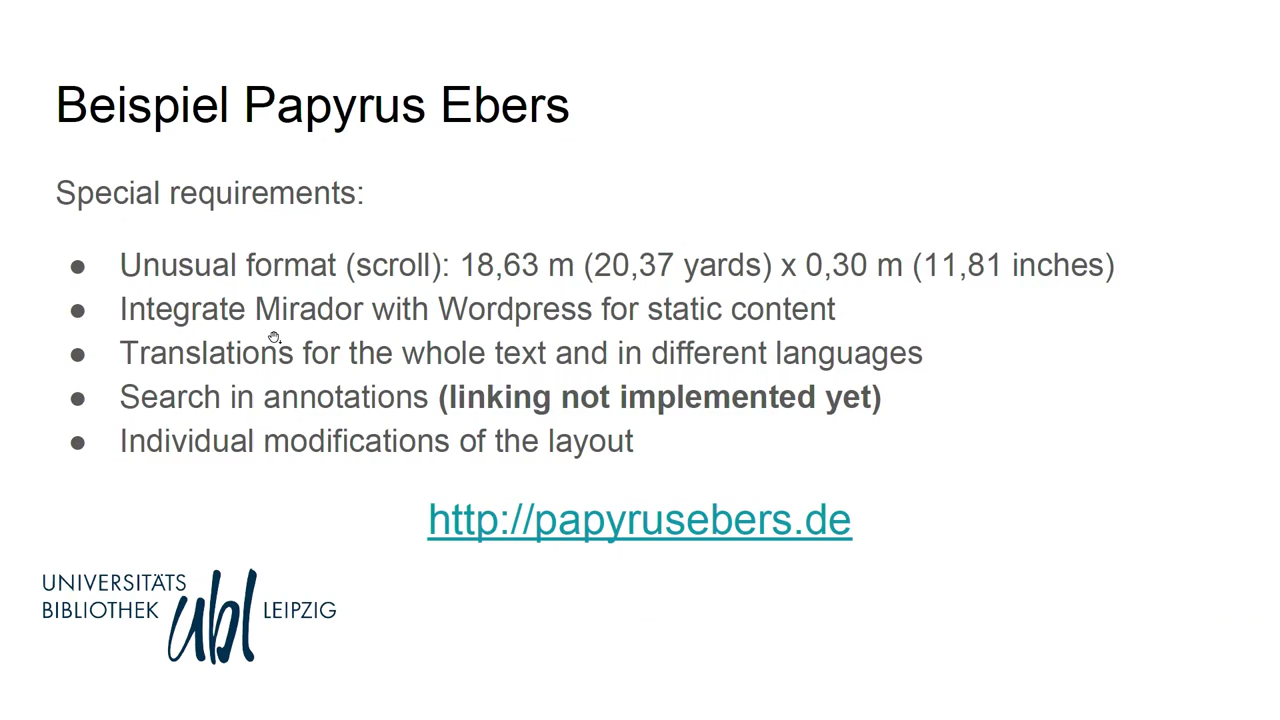 Beispiel Papyrus Ebers
Special requirements:
● Unusual format (scroll): 18,63 m (20,37 yards) x 0,30 m (11,81 inches)
● Integrate Mirador with Wordpress for static content
● Translations for the whole text and in different languages
● Search in annotations (linking not implemented yet)
● Individual modifications of the layout
http://papyrusebers.de
UNIVERSITÄTS
BIBLIOTHEK ubl LEIPZIG